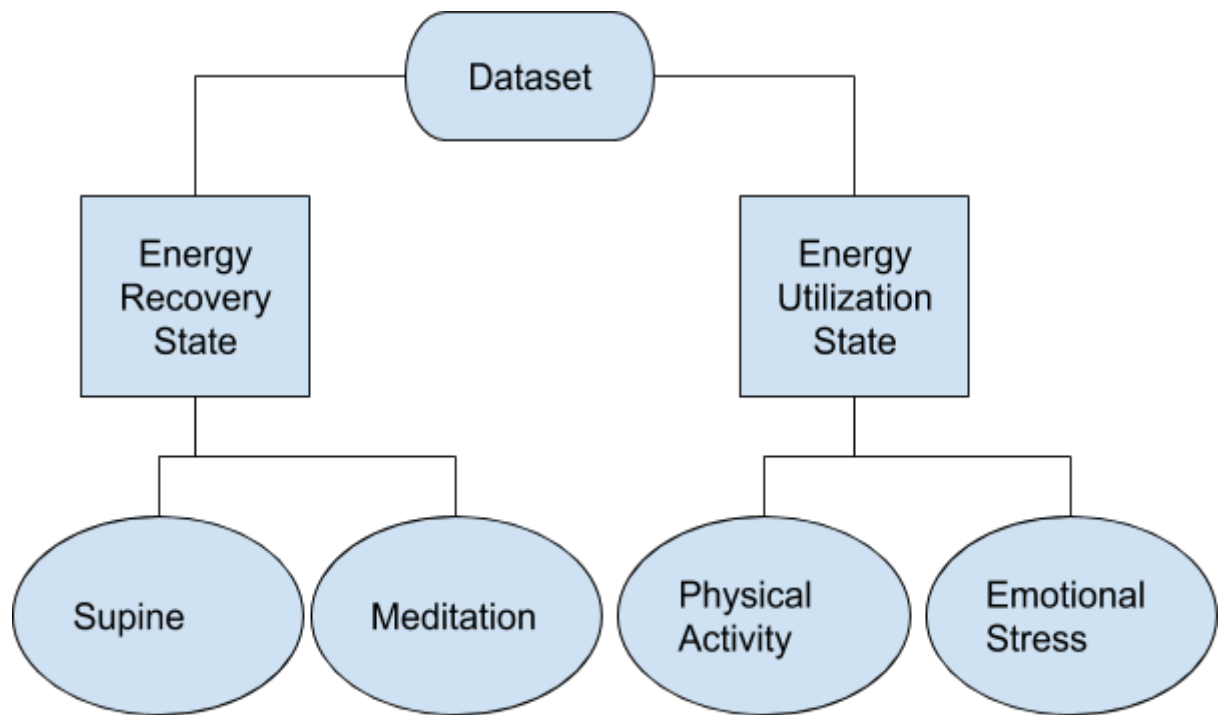 Dataset
Energy
Recovery
State
Energy
Utilization
State
Supine
Meditation
Physical
Activity
Emotional
Stress